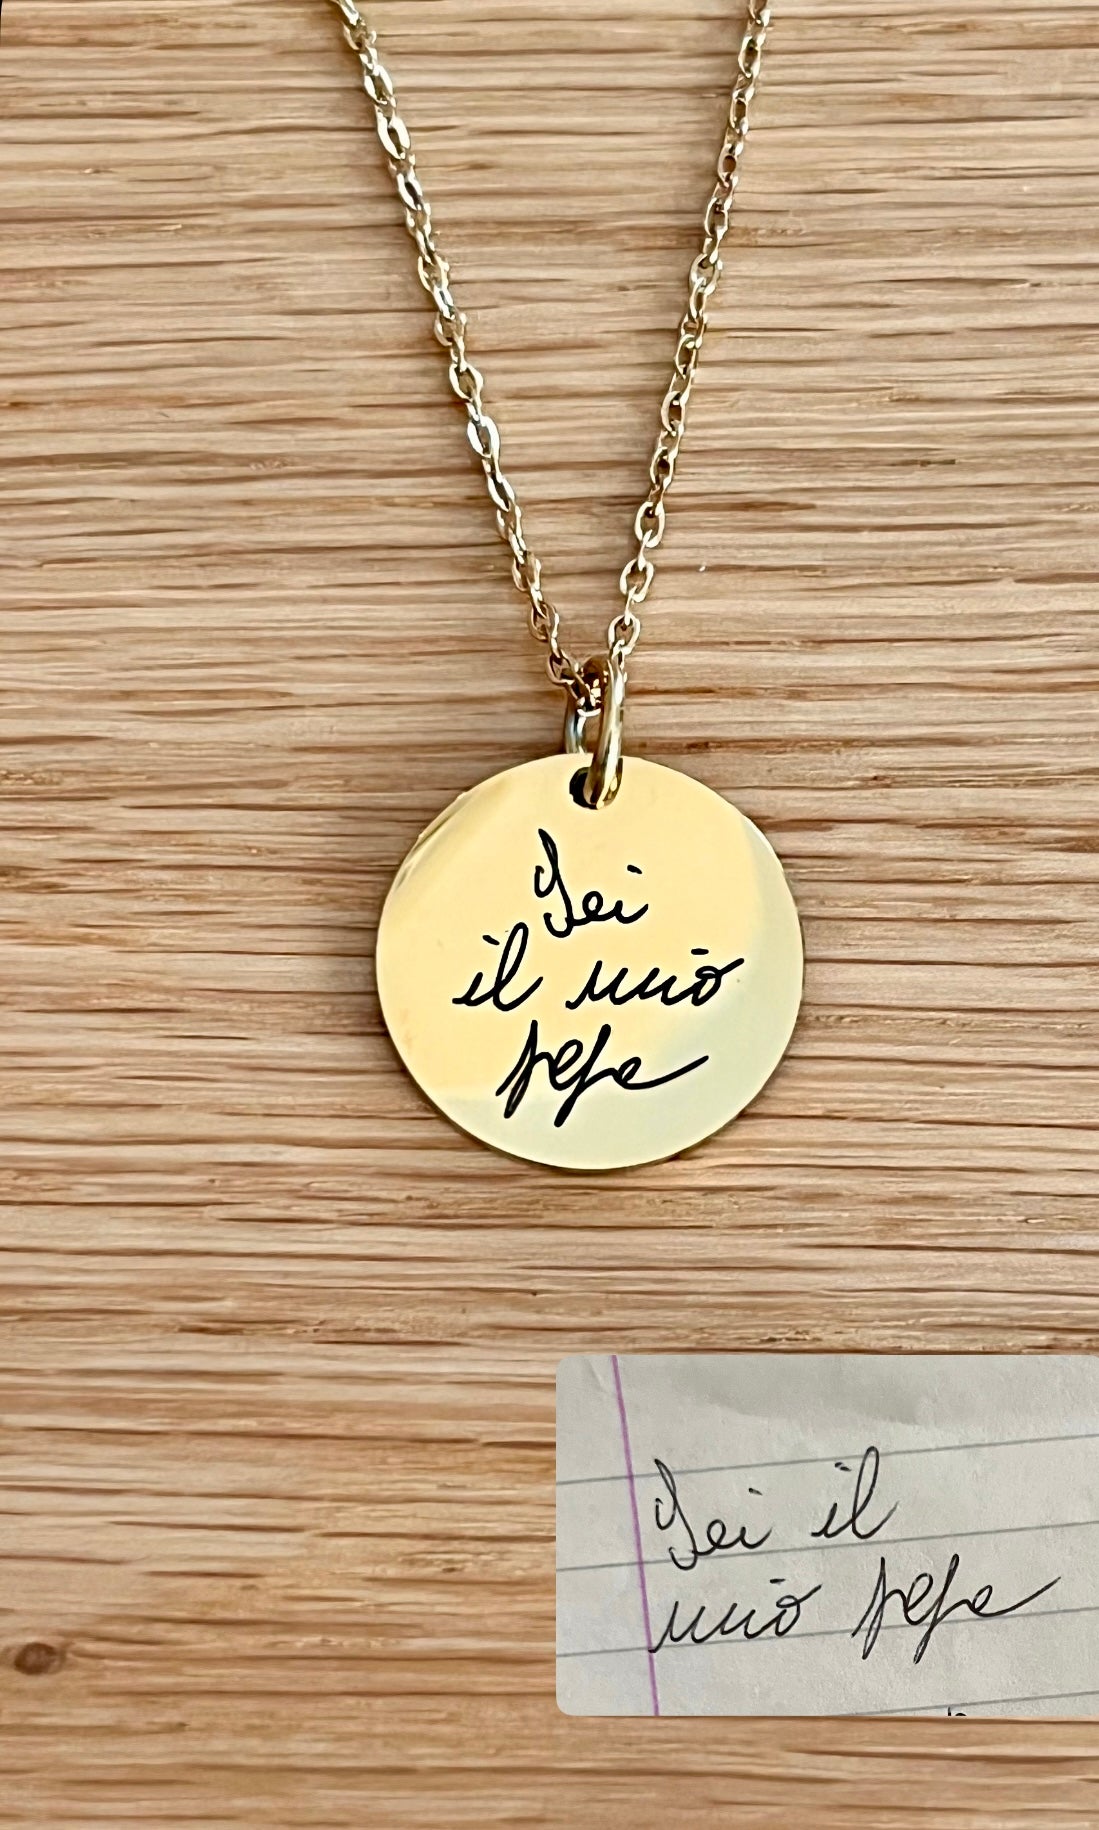 Sei
il mio
pepe
Sei il
mio pepe